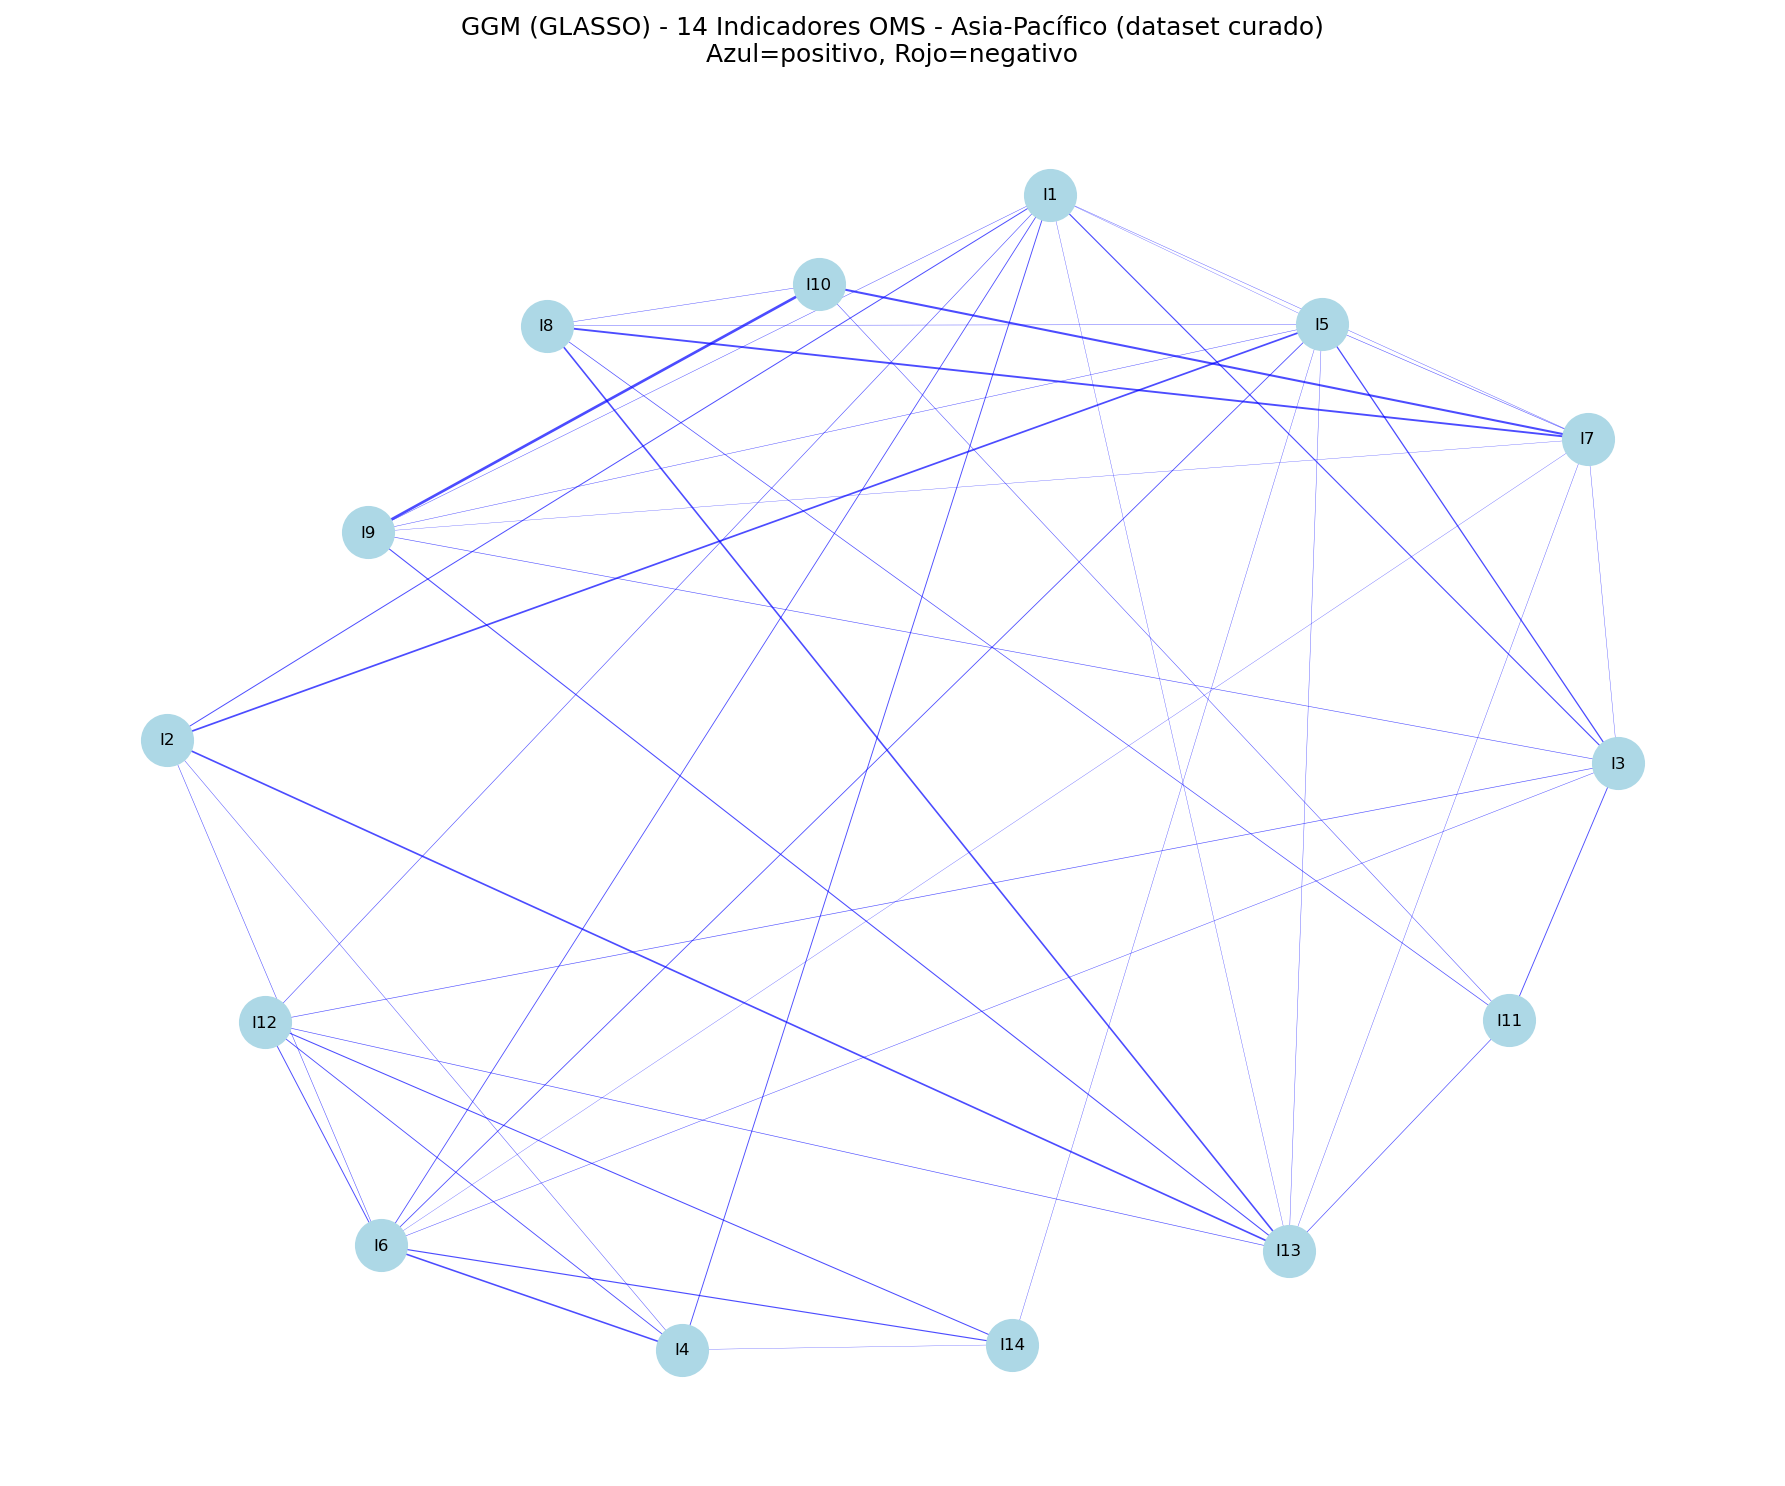 GGM (GLASSO) - 14 Indicadores OMS - Asia-Pacífico (dataset curado)
Azul=positivo, Rojo=negativo
I1
I10
I8
I5
I7
I9
I2
I3
I12
I11
I6
I13
I4
I14